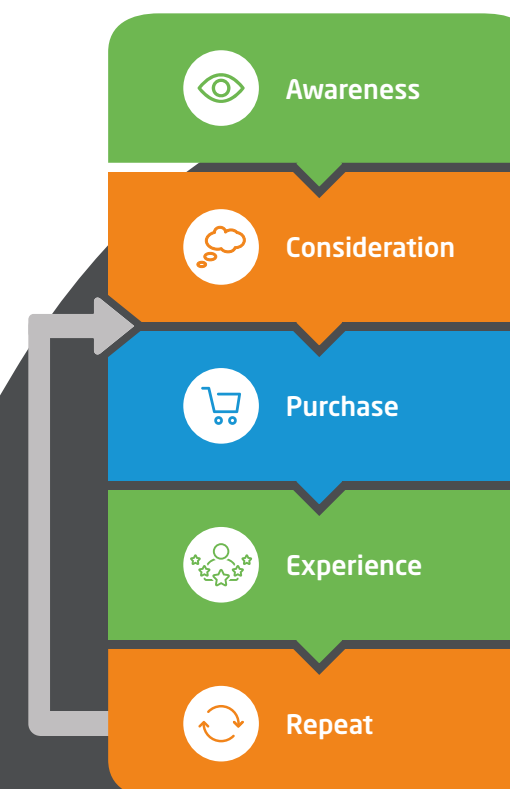 Awareness
Consideration
Purchase
Experience
Repeat